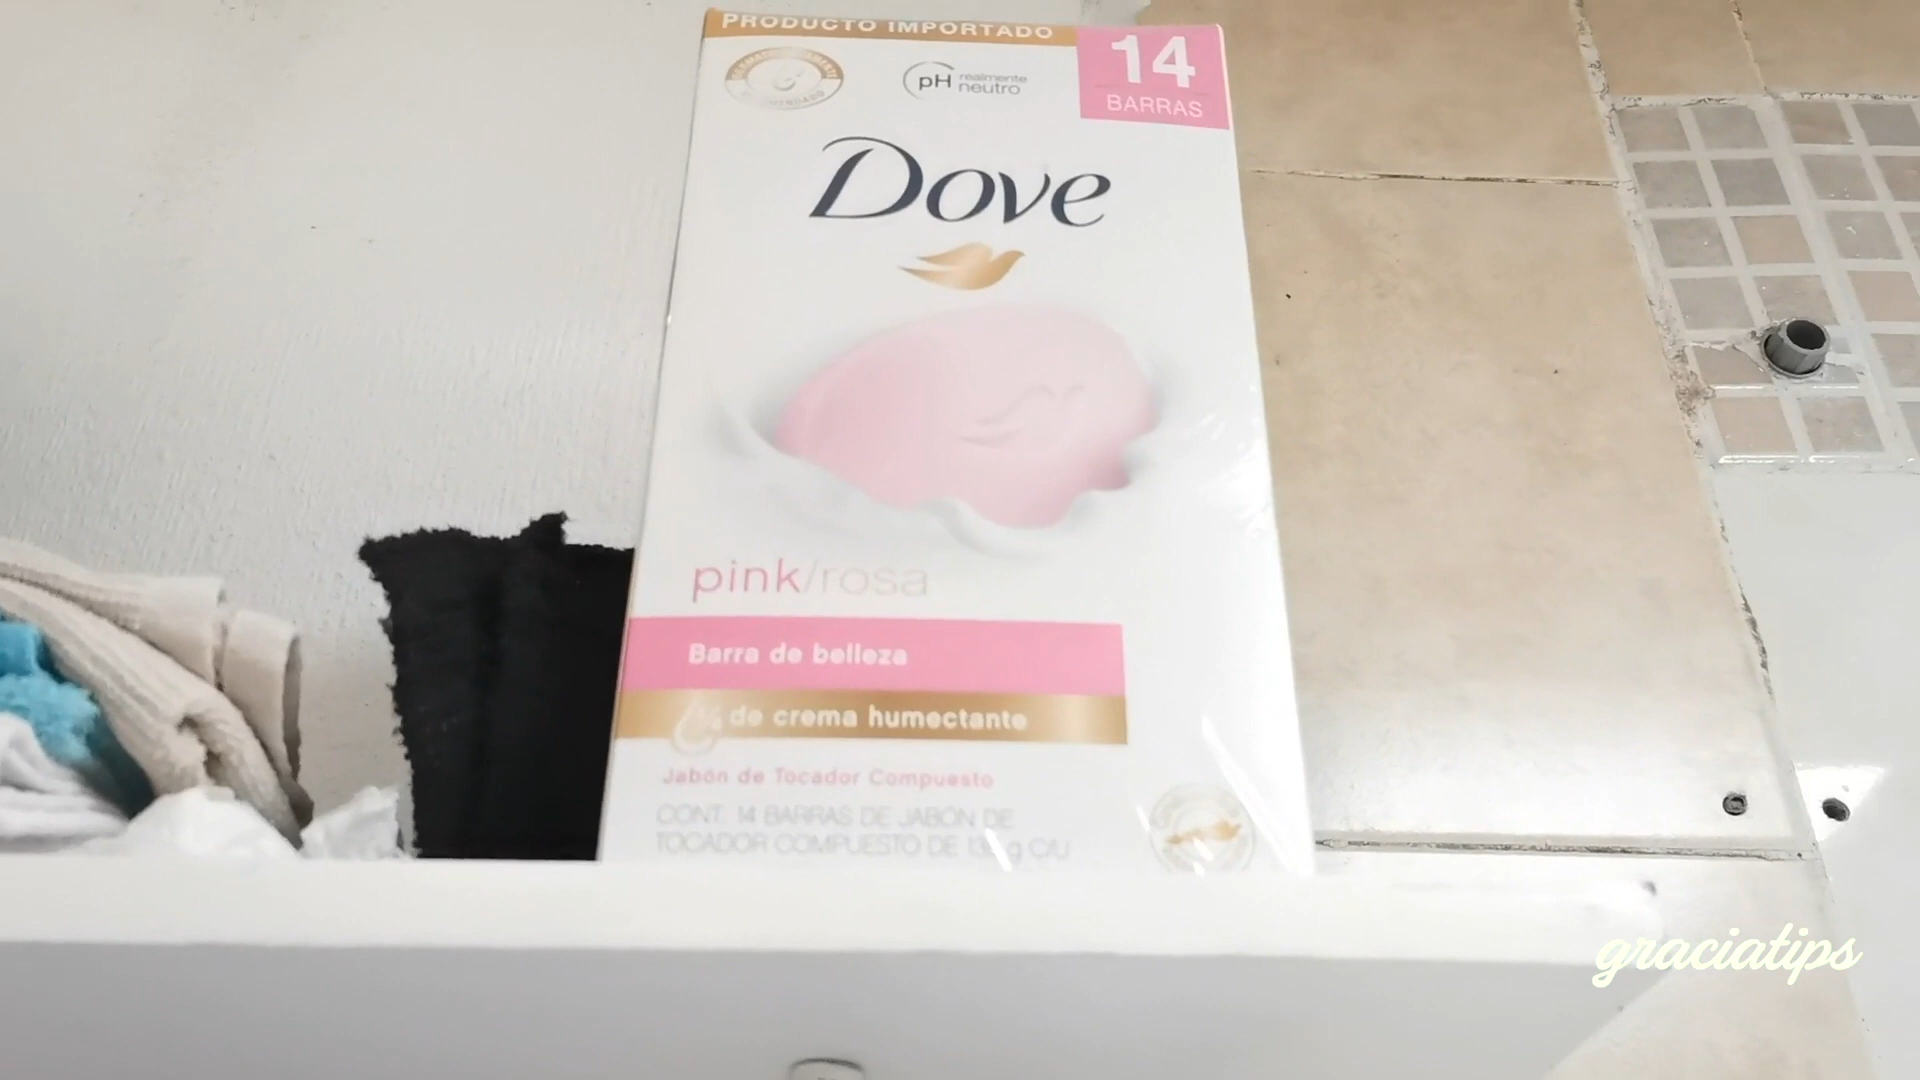 PRODUCTO IMPORTADO
14
BARRAS
pH realmente
neutro
Dove
pink/rosa
Barra de belleza
de crema humectante
Jabón de Tocador Compuesto
CONT. 14 BARRAS DE JABÓN DE
TOCADOR COMPUESTO DE g C/U
graciatips